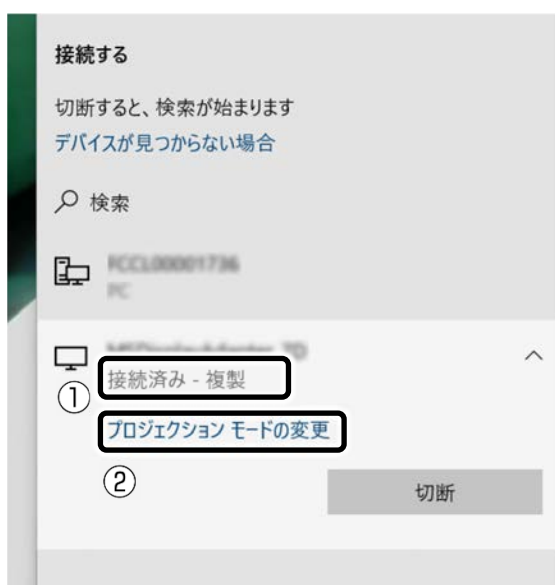 接続する
切断すると、検索が始まります
デバイスが見つからない場合
検索
PC
接続済み - 複製
①
プロジェクション モードの変更
②
切断